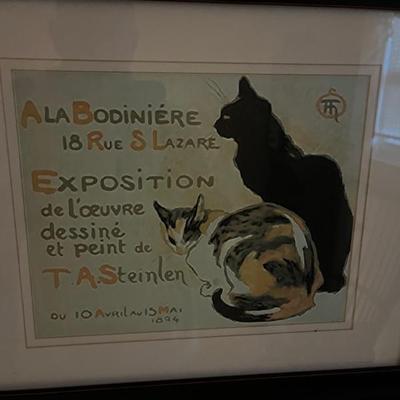 A LA BODINIÉRE
18 RUE S LAZARE
EXPOSITION
de l'œuvre
dessiné
et peint de
T.A. Steinlen
DU 10 AVRIL au 15 MAI
1894